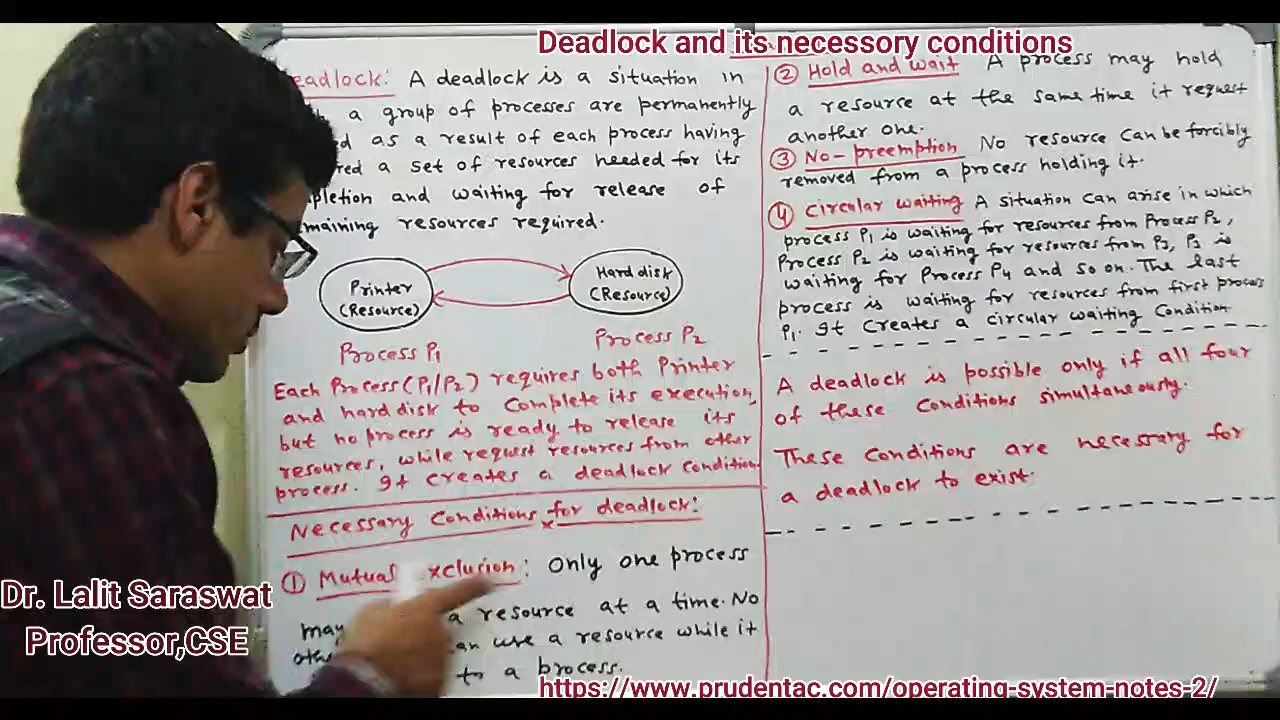 Deadlock and its necessory conditions
eadlock: A deadlock is a situation in
a group of processes are permanently
as a result of each process having
red a set of resources needed for its
pletion and waiting for release of
maining resources required.
Printer
(Resource)
Hard disk
(Resource)
Process P1
Process P2
Each Process (P1/P2) requires both Printer
and hard disk to complete its execution,
but no process is ready to release its
resources, while request resources from other
process. It creates a deadlock condition
Necessary Conditions for deadlock:
① Mutual xclusion: Only one process
may a resource at a time. No
othe an use a resource while it
to a process.
② Hold and wait A process may hold
a resource at the same time it request
another one.
③ No-preemption No resource can be forcibly
removed from a process holding it.
④ Circular waiting A situation can arise in which
process P1 is waiting for resources from Process P2,
Process P2 is waiting for resources from P3, P3 is
waiting for Process P4 and so on. The last
process is waiting for resources from first process
P1. It creates a circular waiting condition
A deadlock is possible only if all four
of these conditions simultaneously.
These conditions are necessary for
a deadlock to exist.
Dr. Lalit Saraswat
Professor,CSE
https://www.prudentac.com/operating-system-notes-2/